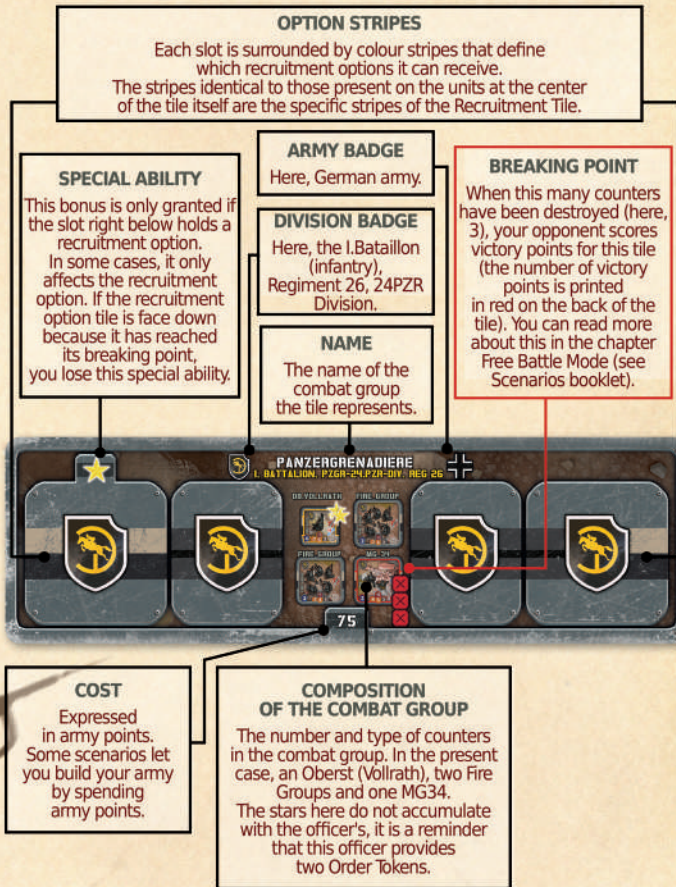 OPTION STRIPES
Each slot is surrounded by colour stripes that define
which recruitment options it can receive.
The stripes identical to those present on the units at the center
of the tile itself are the specific stripes of the Recruitment Tile.
SPECIAL ABILITY
This bonus is only granted if
the slot right below holds a
recruitment option.
In some cases, it only
affects the recruitment
option. If the recruitment
option tile is face down
because it has reached
its breaking point,
you lose this special ability.
ARMY BADGE
Here, German army.
DIVISION BADGE
Here, the I.Bataillon
(infantry),
Regiment 26, 24PZR
Division.
NAME
The name of the
combat group
the tile represents.
BREAKING POINT
When this many counters
have been destroyed (here,
3), your opponent scores
victory points for this tile
(the number of victory
points is printed
in red on the back of the
tile). You can read more
about this in the chapter
Free Battle Mode (see
Scenarios booklet).
PANZERGRENADIERE
I. BATTALION, PZGR-24.PZR-DIV, REG 26
OB.VOLLRATH
FIRE-GROUP
FIRE-GROUP
MG-34
75
COST
Expressed
in army points.
Some scenarios let
you build your army
by spending
army points.
COMPOSITION
OF THE COMBAT GROUP
The number and type of counters
in the combat group. In the present
case, an Oberst (Vollrath), two Fire
Groups and one MG34.
The stars here do not accumulate
with the officer's, it is a reminder
that this officer provides
two Order Tokens.